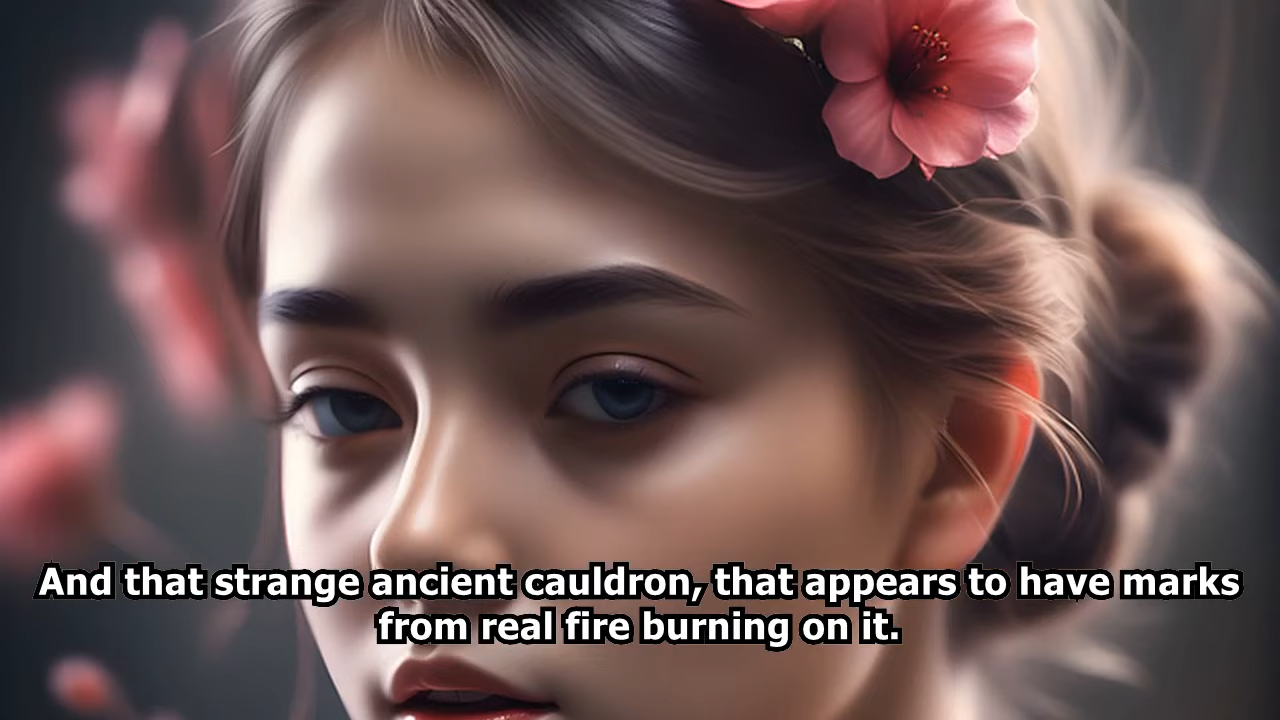 And that strange ancient cauldron, that appears to have marks
from real fire burning on it.